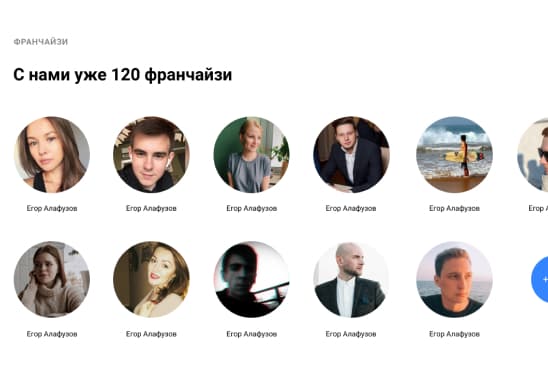 ФРАНЧАЙЗИ
С нами уже 120 франчайзи
Егор Алафузов Егор Алафузов Егор Алафузов Егор Алафузов Егор Алафузов Егор А
Егор Алафузов Егор Алафузов Егор Алафузов Егор Алафузов Егор Алафузов